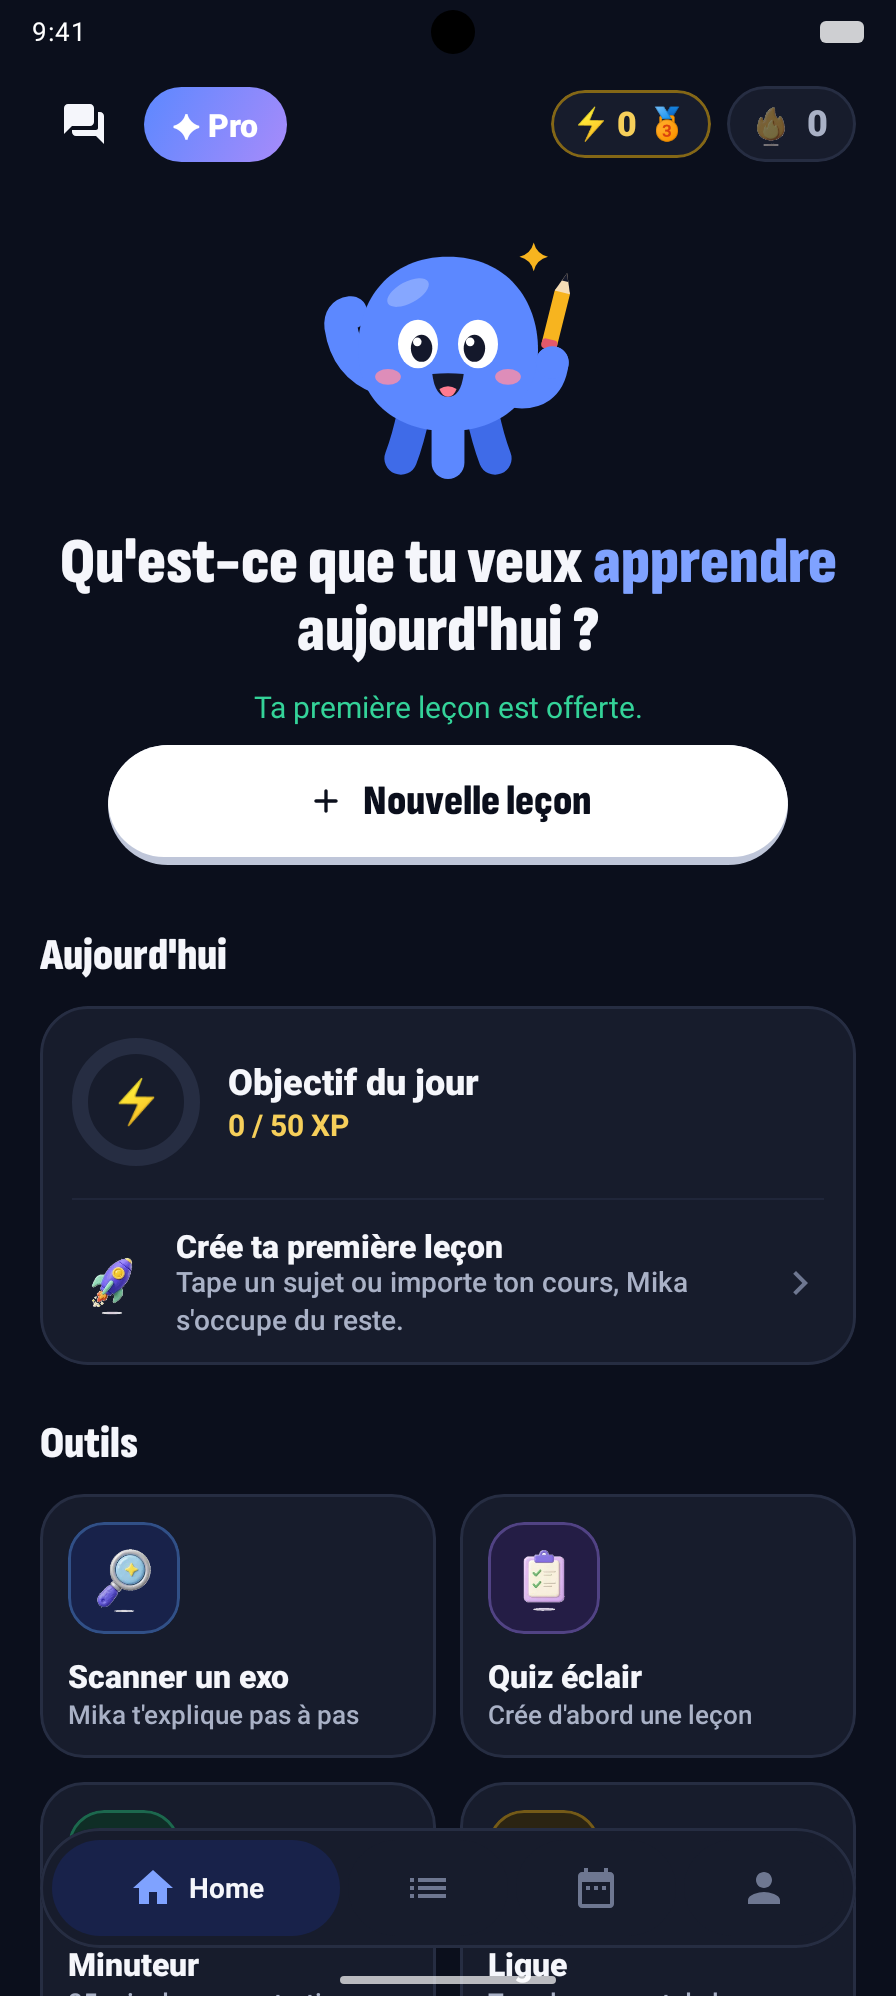 9:41
Pro
0 3
0
Qu'est-ce que tu veux apprendre
aujourd'hui ?
Ta première leçon est offerte.
+ Nouvelle leçon
Aujourd'hui
Objectif du jour
0 / 50 XP
Crée ta première leçon
Tape un sujet ou importe ton cours, Mika
s'occupe du reste.
Outils
Scanner un exo
Mika t'explique pas à pas
Quiz éclair
Crée d'abord une leçon
Home
Minuteur
Ligue